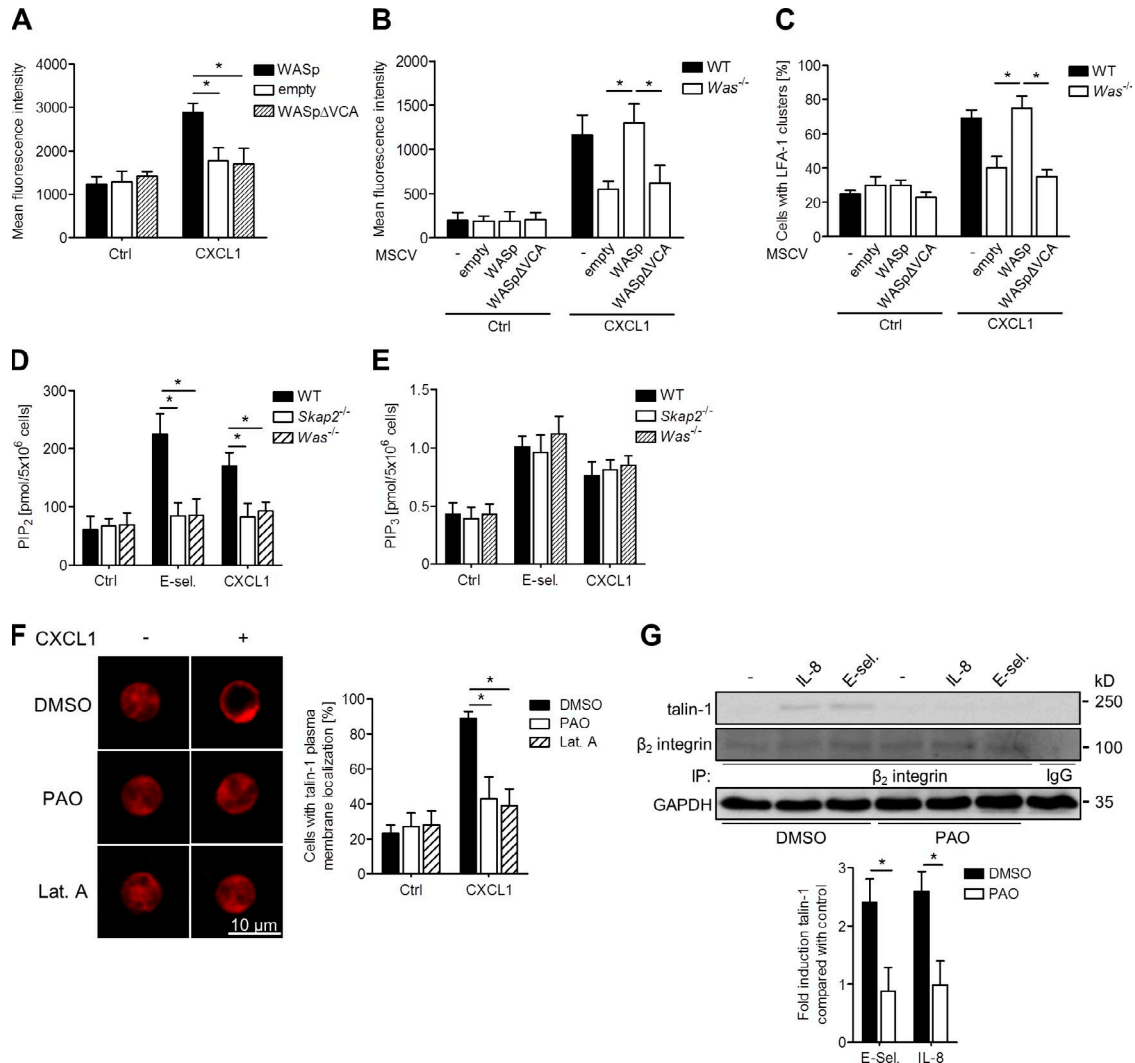 A
Mean fluorescence intensity
4000
3000
2000
1000
0
* *
WASp
empty
WASpΔVCA
Ctrl
CXCL1
B
Mean fluorescence intensity
2000
1500
1000
500
0
* *
WT
Was-/-
MSCV
-
empty
WASp
WASpΔVCA
-
empty
WASp
WASpΔVCA
Ctrl
CXCL1
C
Cells with LFA-1 clusters [%]
100
80
60
40
20
0
* *
WT
Was-/-
MSCV
-
empty
WASp
WASpΔVCA
-
empty
WASp
WASpΔVCA
Ctrl
CXCL1
D
PIP2 [pmol/5x10^6 cells]
300
200
100
0
* *
* *
WT
Skap2-/-
Was-/-
Ctrl
E-sel.
CXCL1
E
PIP3 [pmol/5x10^6 cells]
1.5
1.0
0.5
0
WT
Skap2-/-
Was-/-
Ctrl
E-sel.
CXCL1
F
CXCL1
- +
DMSO
PAO
Lat. A
10 µm
Cells with talin-1 plasma
membrane localization [%]
100
80
60
40
20
0
*
*
DMSO
PAO
Lat. A
Ctrl
CXCL1
G
- IL-8 E-sel. - IL-8 E-sel. kD
talin-1 - 250
β2 integrin - 100
IP: β2 integrin IgG
GAPDH - 35
DMSO PAO
Fold induction talin-1
compared with control
3
2
1
0
* *
DMSO
PAO
E-Sel. IL-8